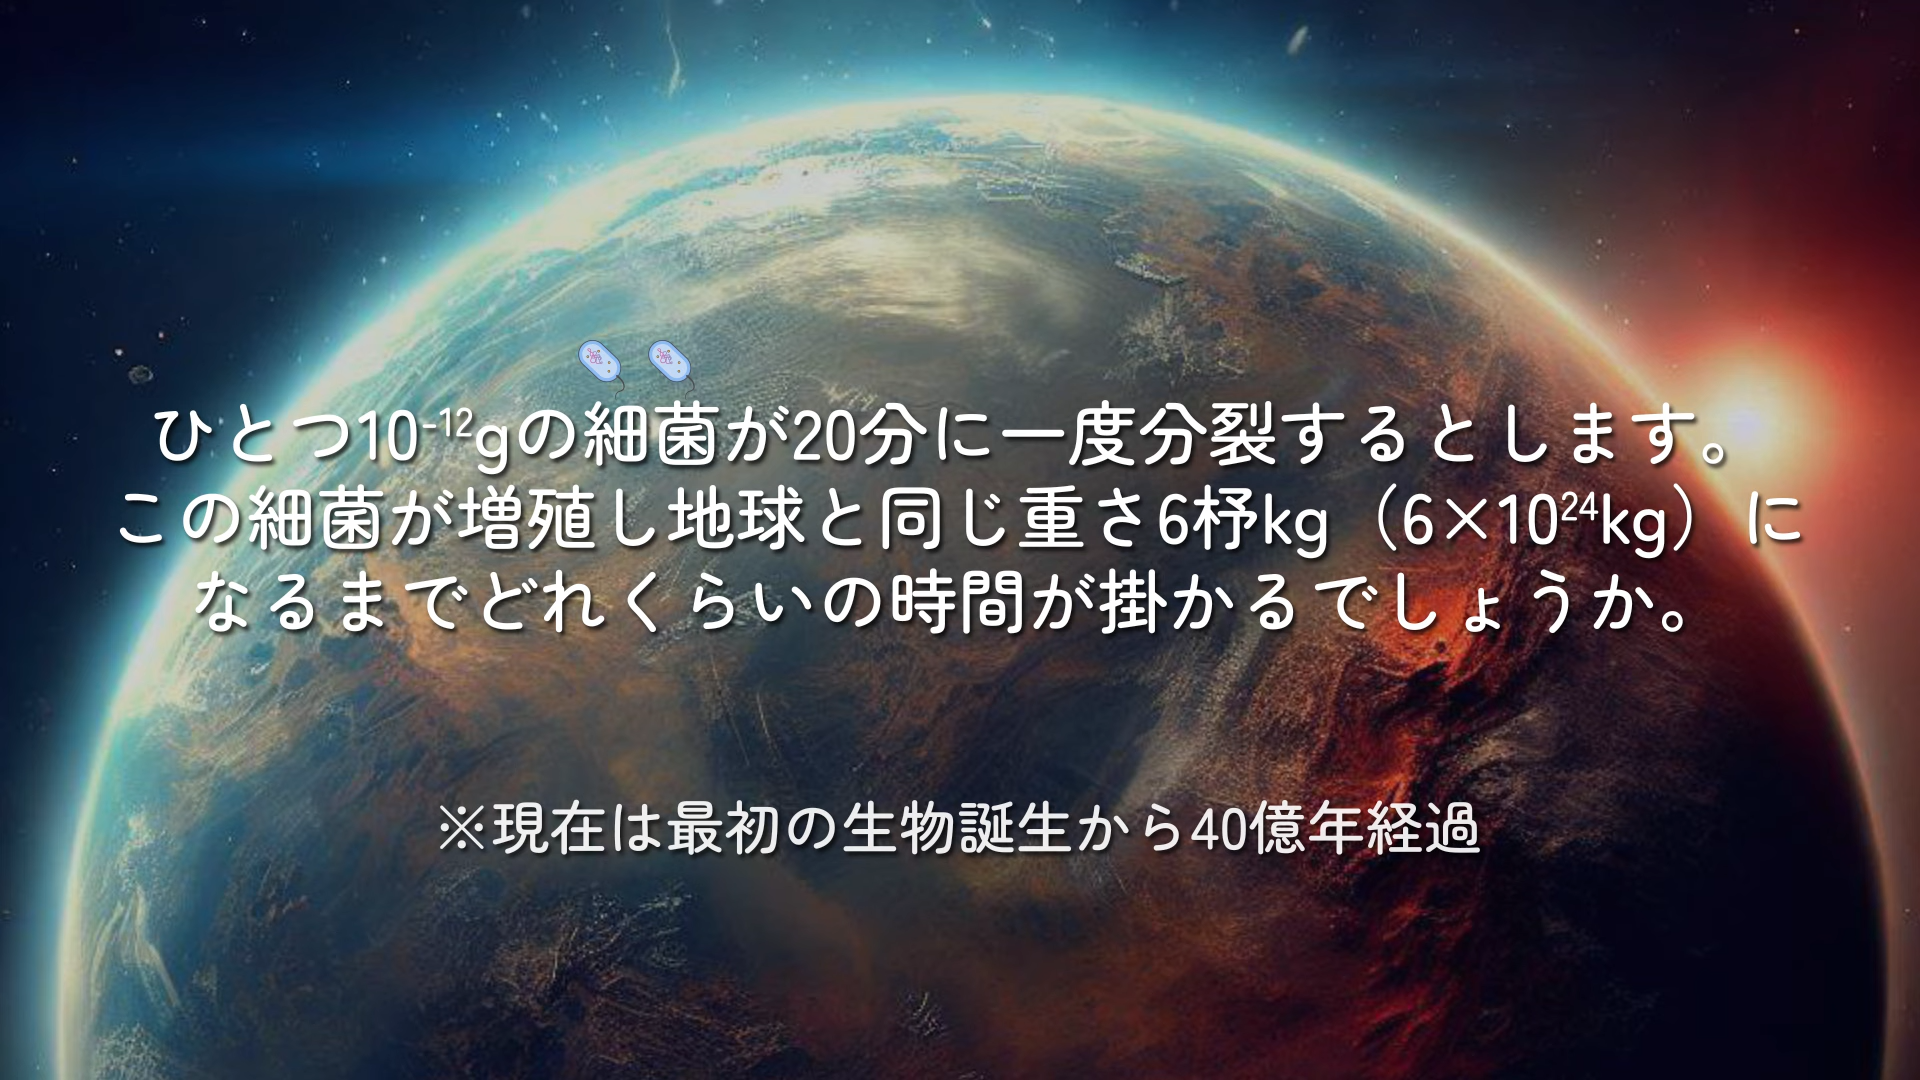 ひとつ10⁻¹²gの細菌が20分に一度分裂するとします。
この細菌が増殖し地球と同じ重さ6杼kg（6×10²⁴kg）に
なるまでどれくらいの時間が掛かるでしょうか。
※現在は最初の生物誕生から40億年経過